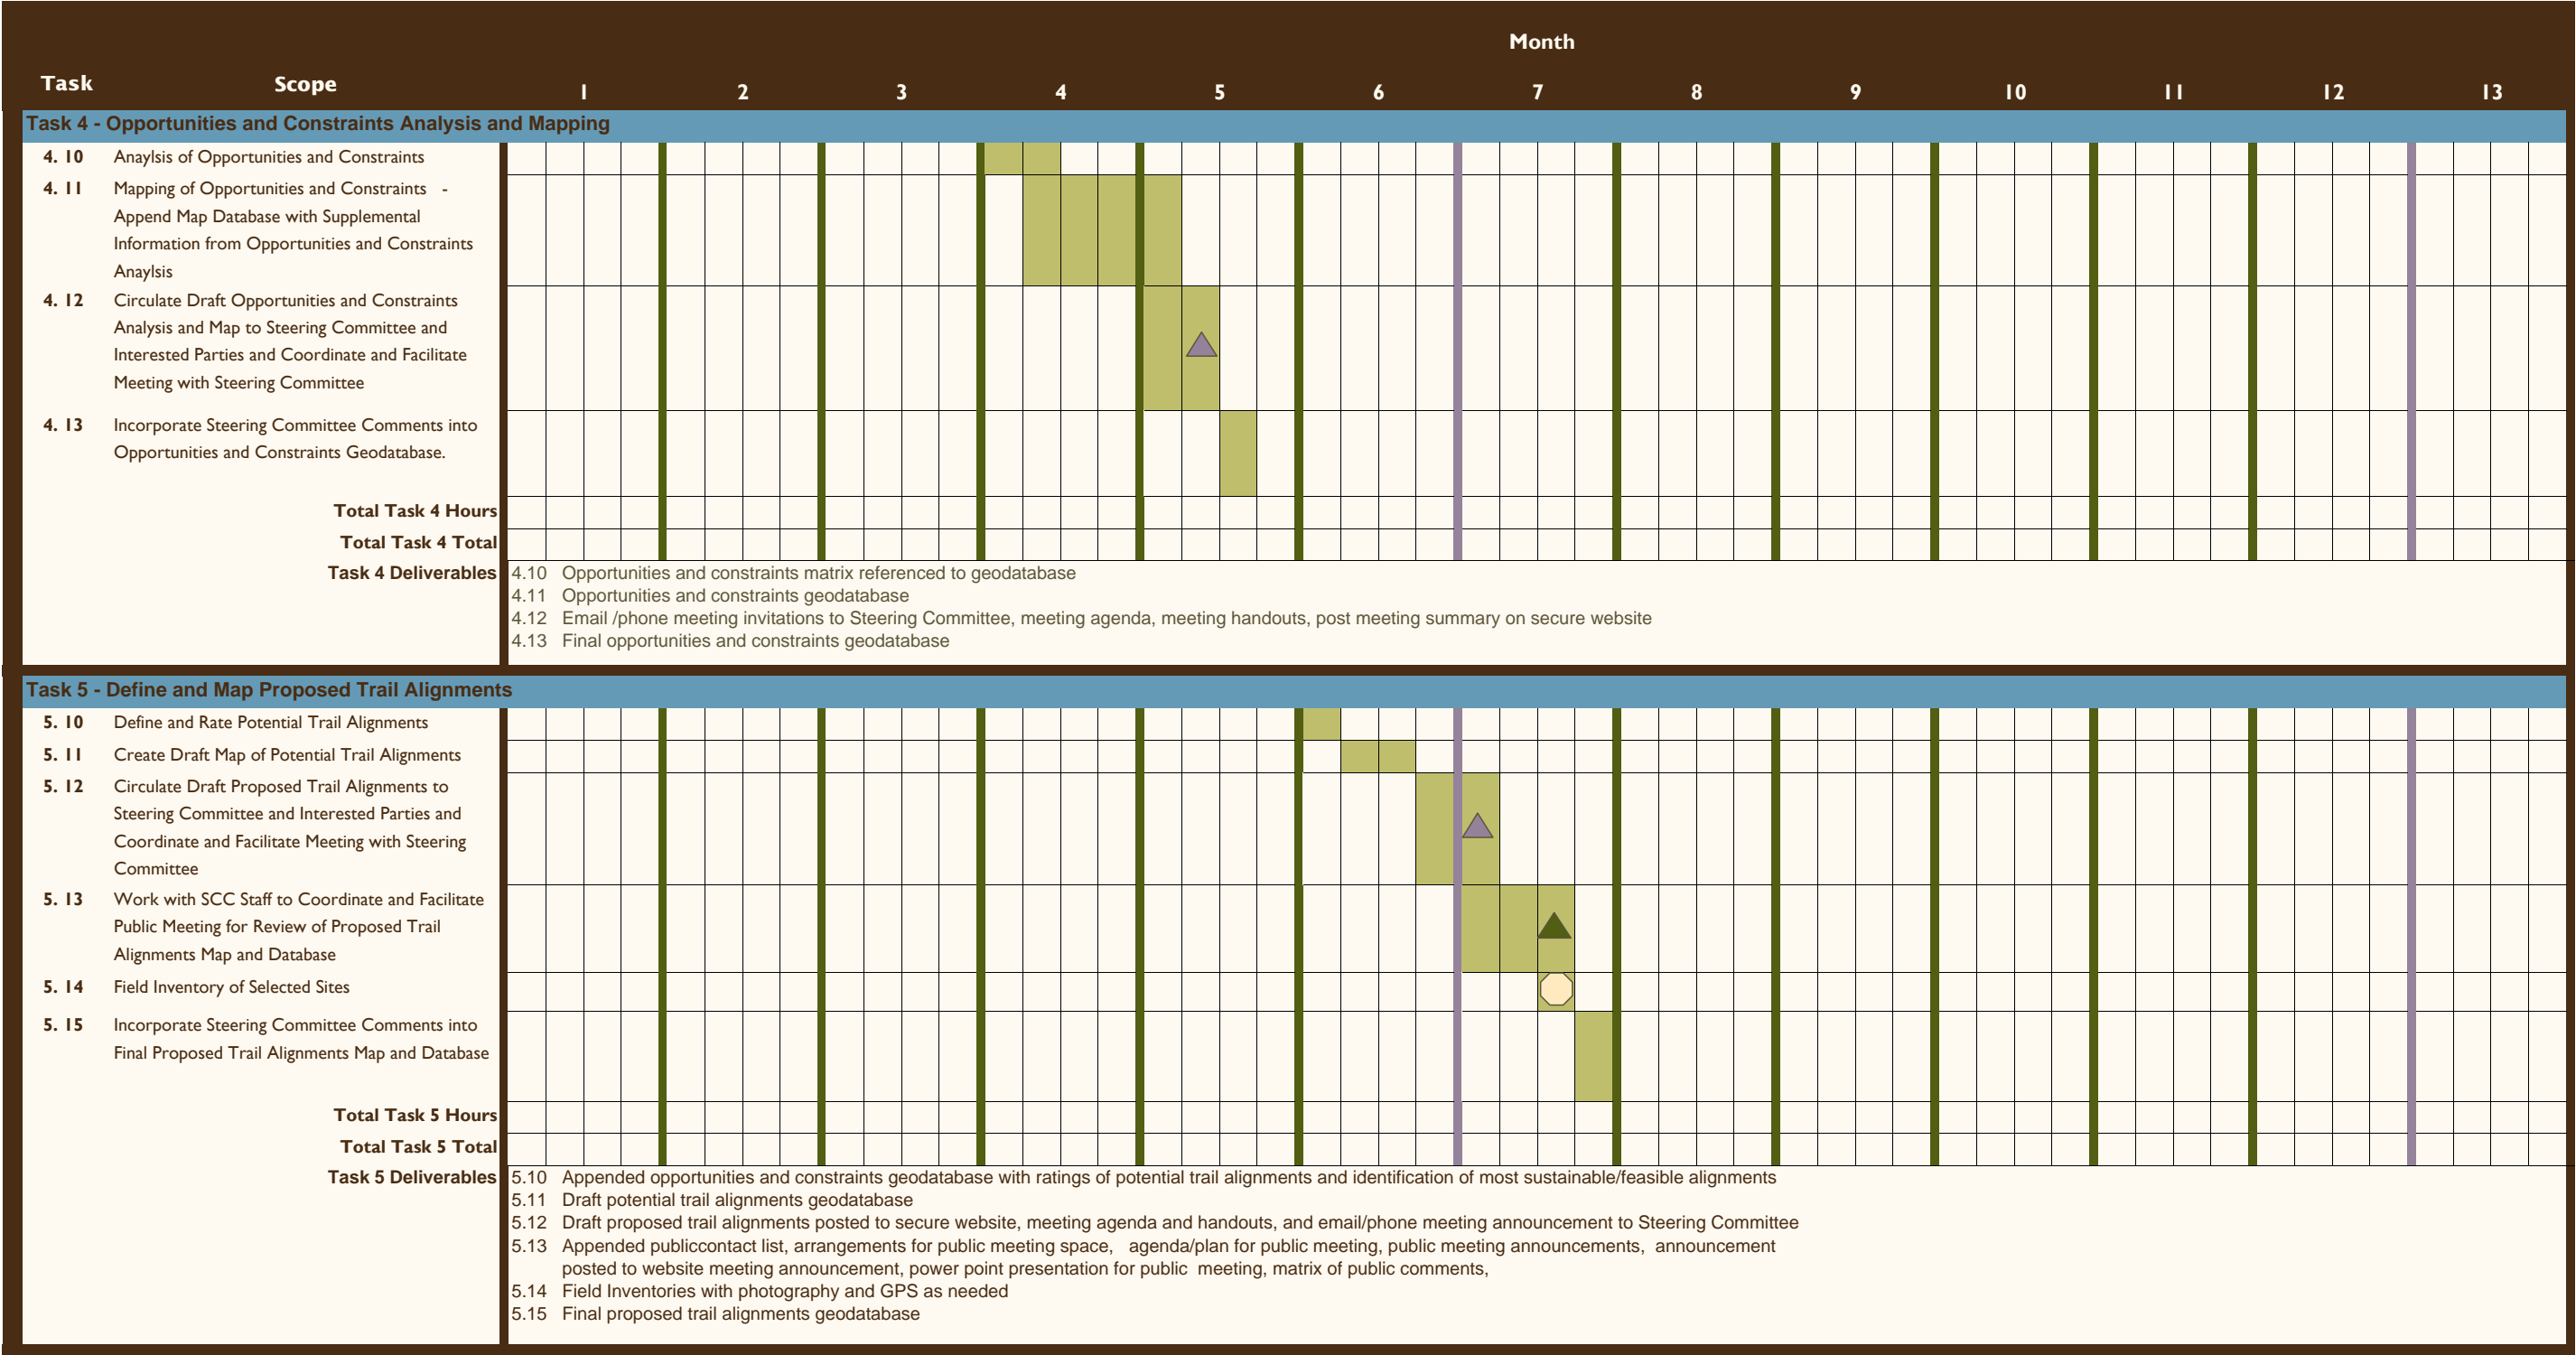 Month
Task Scope 1 2 3 4 5 6 7 8 9 10 11 12 13
Task 4 - Opportunities and Constraints Analysis and Mapping
4. 10 Anaylsis of Opportunities and Constraints
4. 11 Mapping of Opportunities and Constraints -
Append Map Database with Supplemental
Information from Opportunities and Constraints
Anaylsis
4. 12 Circulate Draft Opportunities and Constraints
Analysis and Map to Steering Committee and
Interested Parties and Coordinate and Facilitate
Meeting with Steering Committee
4. 13 Incorporate Steering Committee Comments into
Opportunities and Constraints Geodatabase.
Total Task 4 Hours
Total Task 4 Total
Task 4 Deliverables 4.10 Opportunities and constraints matrix referenced to geodatabase
4.11 Opportunities and constraints geodatabase
4.12 Email /phone meeting invitations to Steering Committee, meeting agenda, meeting handouts, post meeting summary on secure website
4.13 Final opportunities and constraints geodatabase
Task 5 - Define and Map Proposed Trail Alignments
5. 10 Define and Rate Potential Trail Alignments
5. 11 Create Draft Map of Potential Trail Alignments
5. 12 Circulate Draft Proposed Trail Alignments to
Steering Committee and Interested Parties and
Coordinate and Facilitate Meeting with Steering
Committee
5. 13 Work with SCC Staff to Coordinate and Facilitate
Public Meeting for Review of Proposed Trail
Alignments Map and Database
5. 14 Field Inventory of Selected Sites
5. 15 Incorporate Steering Committee Comments into
Final Proposed Trail Alignments Map and Database
Total Task 5 Hours
Total Task 5 Total
Task 5 Deliverables 5.10 Appended opportunities and constraints geodatabase with ratings of potential trail alignments and identification of most sustainable/feasible alignments
5.11 Draft potential trail alignments geodatabase
5.12 Draft proposed trail alignments posted to secure website, meeting agenda and handouts, and email/phone meeting announcement to Steering Committee
5.13 Appended publiccontact list, arrangements for public meeting space, agenda/plan for public meeting, public meeting announcements, announcement
posted to website meeting announcement, power point presentation for public meeting, matrix of public comments,
5.14 Field Inventories with photography and GPS as needed
5.15 Final proposed trail alignments geodatabase